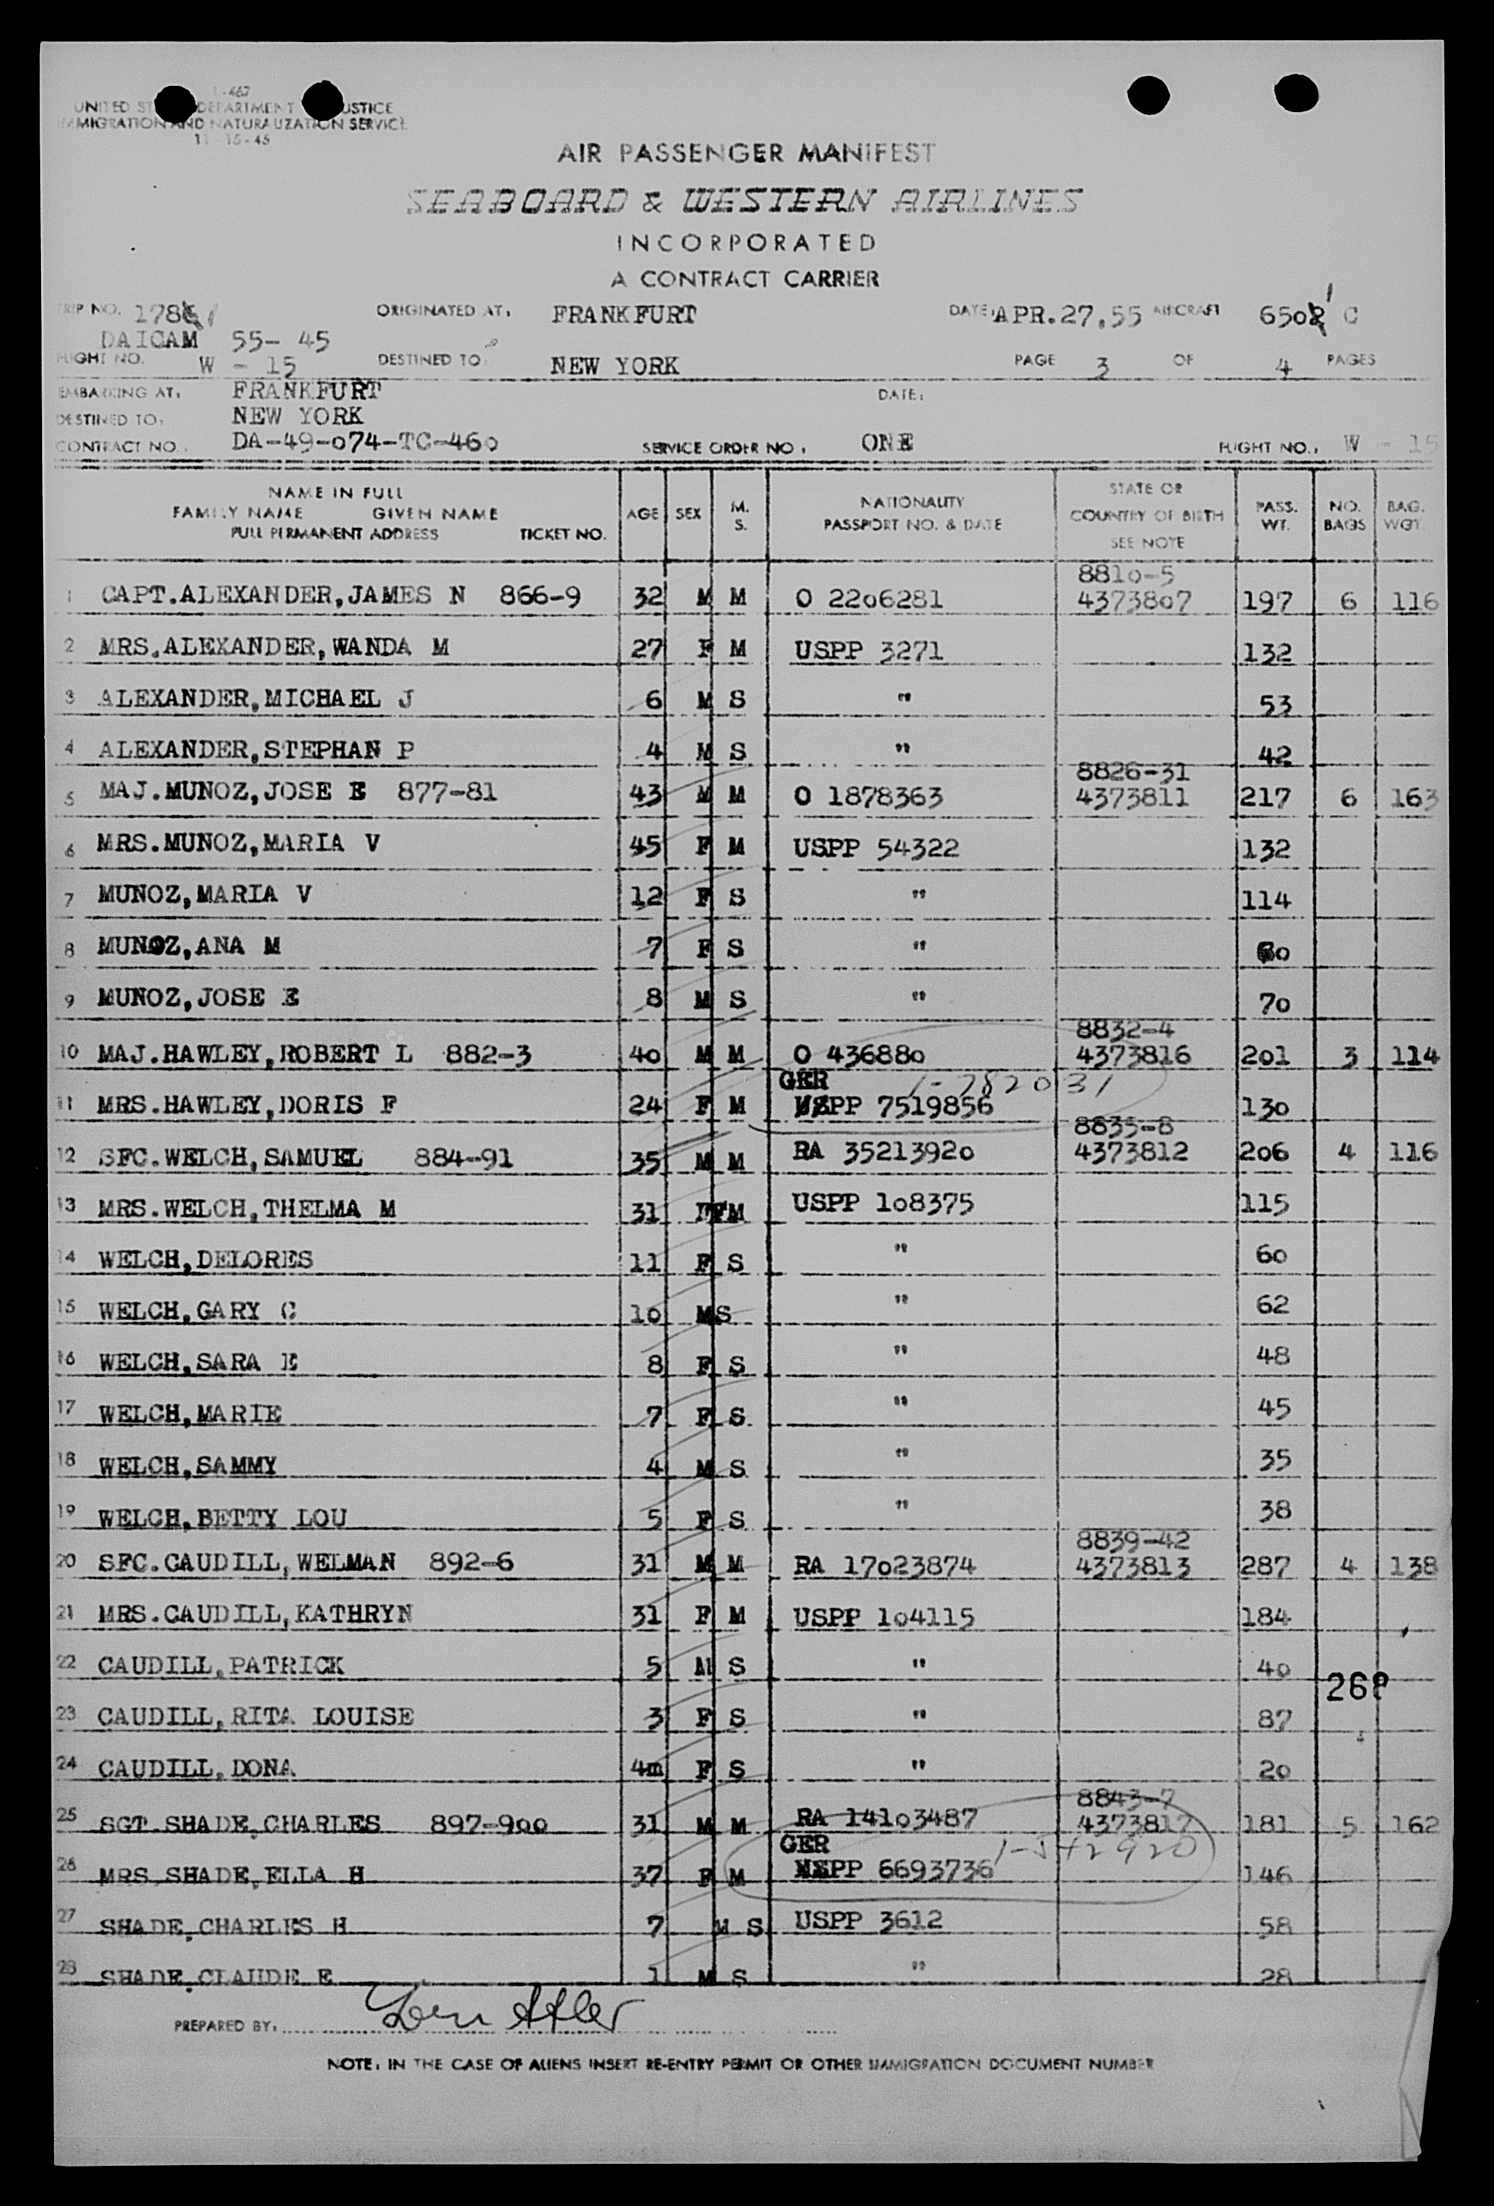 I-467
UNITED ST DEPARTMENT USTICE
IMMIGRATION AND NATURALIZATION SERVICE
11-15-45
AIR PASSENGER MANIFEST
SEABOARD & WESTERN AIRLINES
INCORPORATED
A CONTRACT CARRIER
TRIP NO. 178 ORIGINATED AT: FRANKFURT DATE: APR.27,55 AIRCRAFT 6501 C
DAICAM 55- 45
FLIGHT NO. W - 15 DESTINED TO: NEW YORK PAGE 3 OF 4 PAGES
EMBARKING AT: FRANKFURT DATE:
DESTINED TO: NEW YORK
CONTRACT NO. DA-49-074-TC-460 SERVICE ORDER NO. ONE FLIGHT NO. W - 15
NAME IN FULL
FAMILY NAME GIVEN NAME
FULL PERMANENT ADDRESS TICKET NO. AGE SEX M. S. NATIONALITY PASSPORT NO. & DATE STATE OR COUNTRY OF BIRTH SEE NOTE PASS. WT. NO. BAGS BAG. WGT.
8810-5
1 CAPT.ALEXANDER,JAMES N 866-9 32 M M O 2206281 4373807 197 6 116
2 MRS.ALEXANDER,WANDA M 27 F M USPP 3271 132
3 ALEXANDER,MICHAEL J 6 M S " 53
4 ALEXANDER,STEPHAN P 4 M S " 42
8826-31
5 MAJ.MUNOZ,JOSE E 877-81 43 M M O 1878363 4373811 217 6 163
6 MRS.MUNOZ,MARIA V 45 F M USPP 54322 132
7 MUNOZ,MARIA V 12 F S " 114
8 MUNOZ,ANA M 7 F S " 60
9 MUNOZ,JOSE E 8 M S " 70
8832-4
10 MAJ.HAWLEY,ROBERT L 882-3 40 M M O 436880 4373816 201 3 114
GER 1-782031
11 MRS.HAWLEY,DORIS F 24 F M PP 7519856 130
8835-8
12 SFC.WELCH,SAMUEL 884-91 35 M M RA 35213920 4373812 206 4 116
13 MRS.WELCH,THELMA M 31 F M USPP 108375 115
14 WELCH,DELORES 11 F S " 60
15 WELCH,GARY C 10 M S " 62
16 WELCH,SARA E 8 F S " 48
17 WELCH,MARIE 7 F S " 45
18 WELCH,SAMMY 4 M S " 35
19 WELCH,BETTY LOU 5 F S " 38
8839-42
20 SFC.CAUDILL,WELMAN 892-6 31 M M RA 17023874 4373813 287 4 138
21 MRS.CAUDILL,KATHRYN 31 F M USPP 104115 184
22 CAUDILL,PATRICK 5 M S " 40
268
23 CAUDILL,RITA LOUISE 3 F S " 87
24 CAUDILL,DONA 4m F S " 20
8843-7
25 SGT.SHADE,CHARLES 897-900 31 M M RA 14103487 4373817 181 5 162
GER 1-542920
26 MRS.SHADE,ELLA H 37 F M PP 6693736 146
27 SHADE,CHARLES H 7 M S USPP 3612 58
28 SHADE,CLAUDE E 1 M S " 28
PREPARED BY:
NOTE: IN THE CASE OF ALIENS INSERT RE-ENTRY PERMIT OR OTHER IMMIGRATION DOCUMENT NUMBER